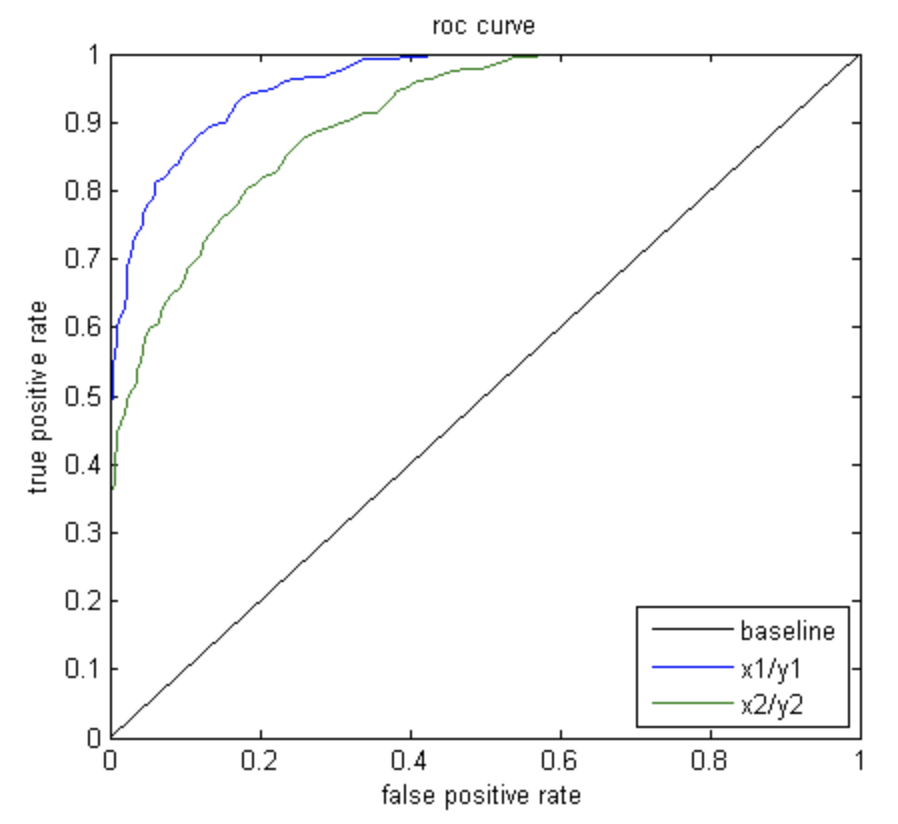 roc curve
1
0.9
0.8
0.7
0.6
0.5
0.4
0.3
0.2
0.1
0
true positive rate
baseline
x1/y1
x2/y2
0 0.2 0.4 0.6 0.8 1
false positive rate